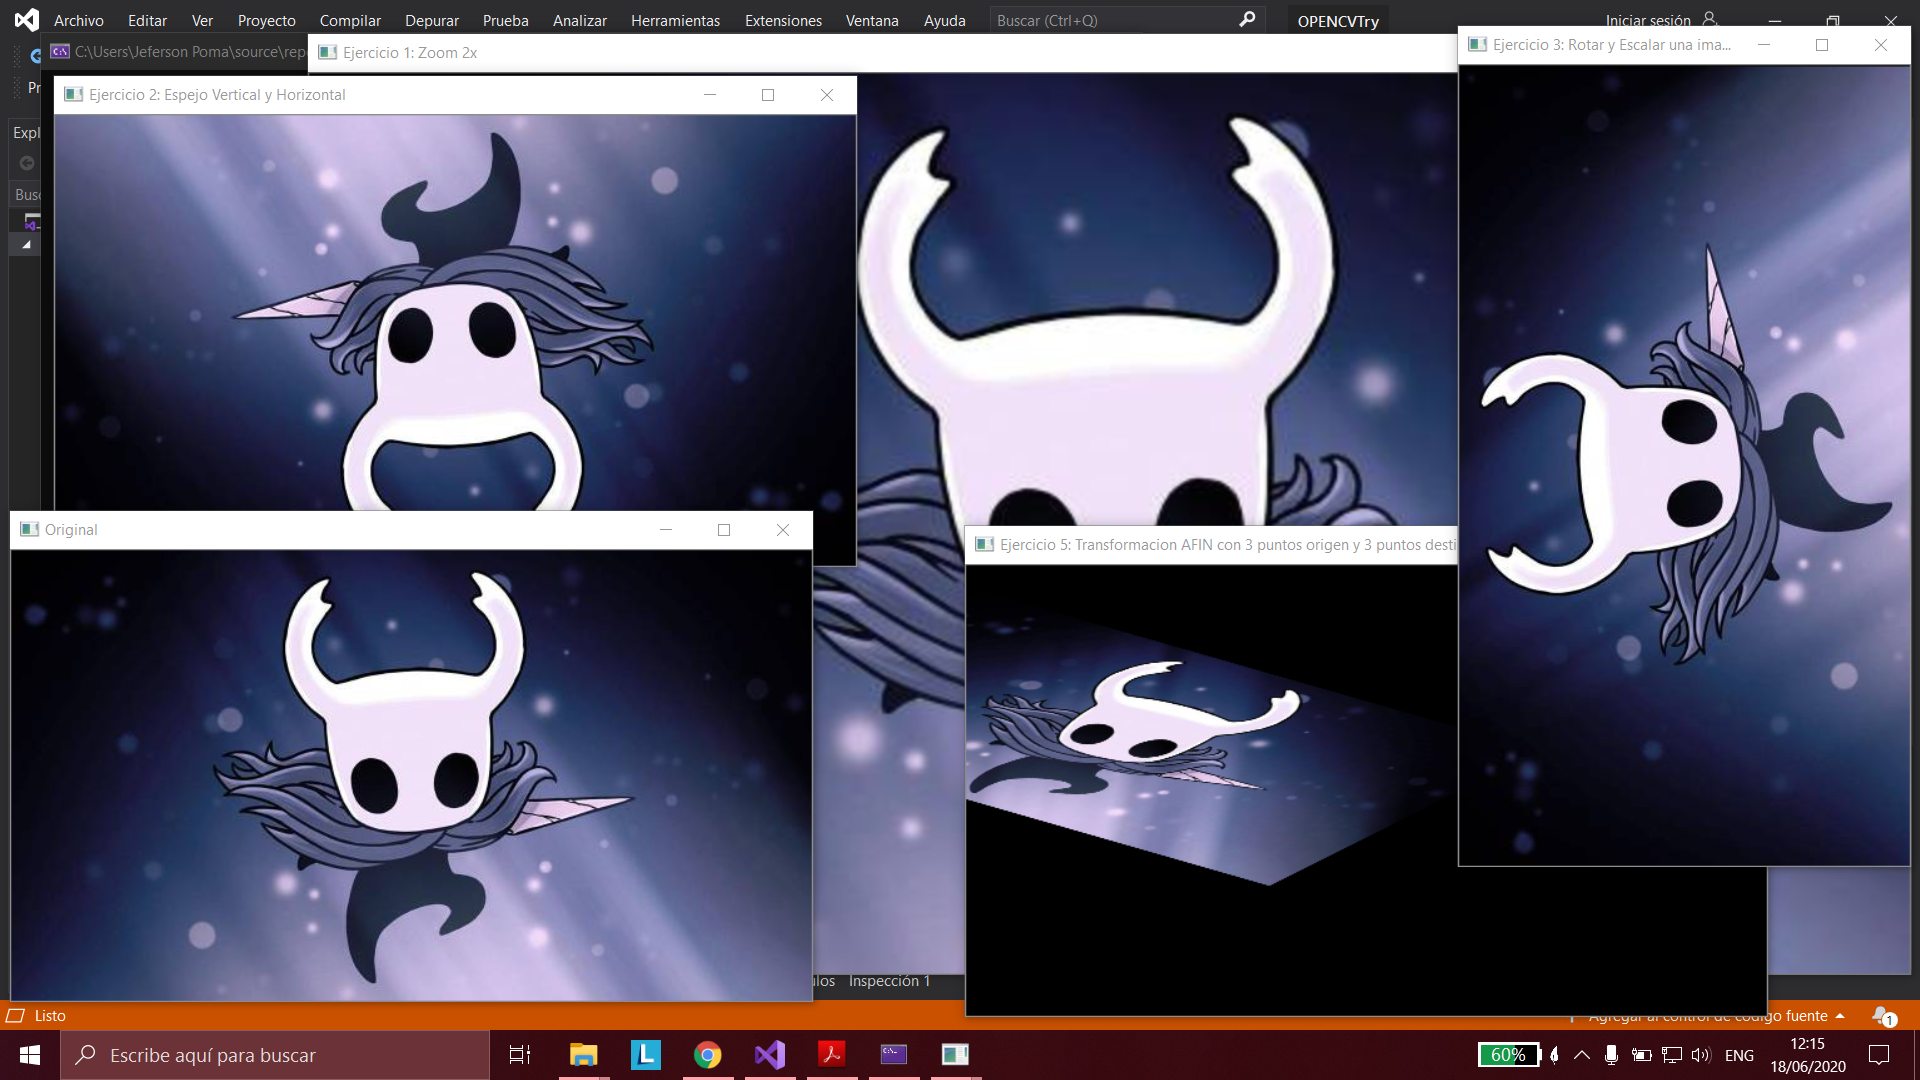 Archivo Editar Ver Proyecto Compilar Depurar Prueba Analizar Herramientas Extensiones Ventana Ayuda Buscar (Ctrl+Q) OPENCVTry Iniciar sesión
C:\Users\Jeferson Poma\source\repo
Ejercicio 1: Zoom 2x
Ejercicio 3: Rotar y Escalar una ima...
Pr
Ejercicio 2: Espejo Vertical y Horizontal
Expl
Busc
Original
Ejercicio 5: Transformacion AFIN con 3 puntos origen y 3 puntos desti
ulos Inspección 1
Listo
Agregar al control de código fuente
1
Escribe aquí para buscar
L
60%
ENG
12:15
18/06/2020